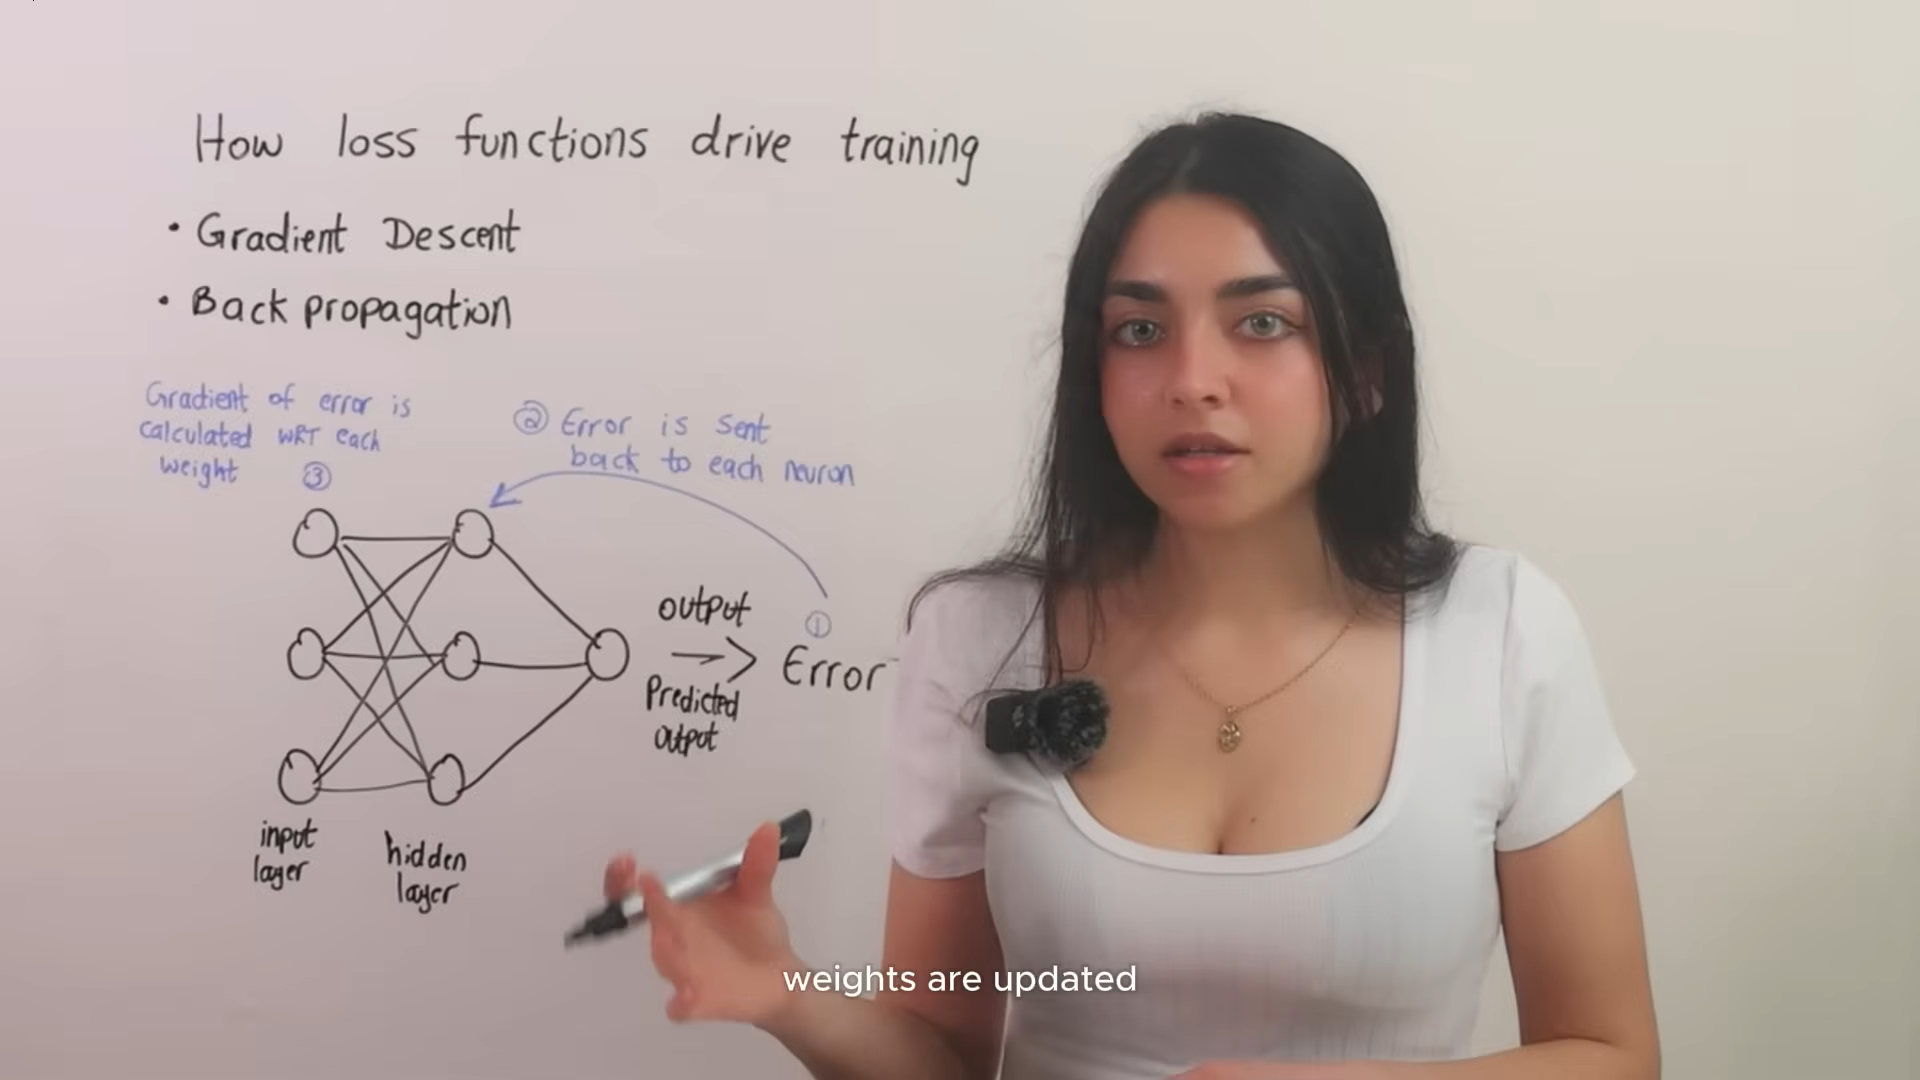 How loss functions drive training
• Gradient Descent
• Back propagation
Gradient of error is
calculated WRT each
weight ③
② Error is sent
back to each neuron
output
①
Error
Predicted
output
input
layer
hidden
layer
weights are updated